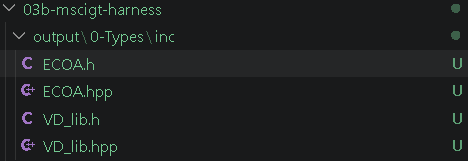 03b-mscigt-harness
output\0-Types\inc
C ECOA.h U
C++ ECOA.hpp
C VD_lib.h U
C++ VD_lib.hpp U